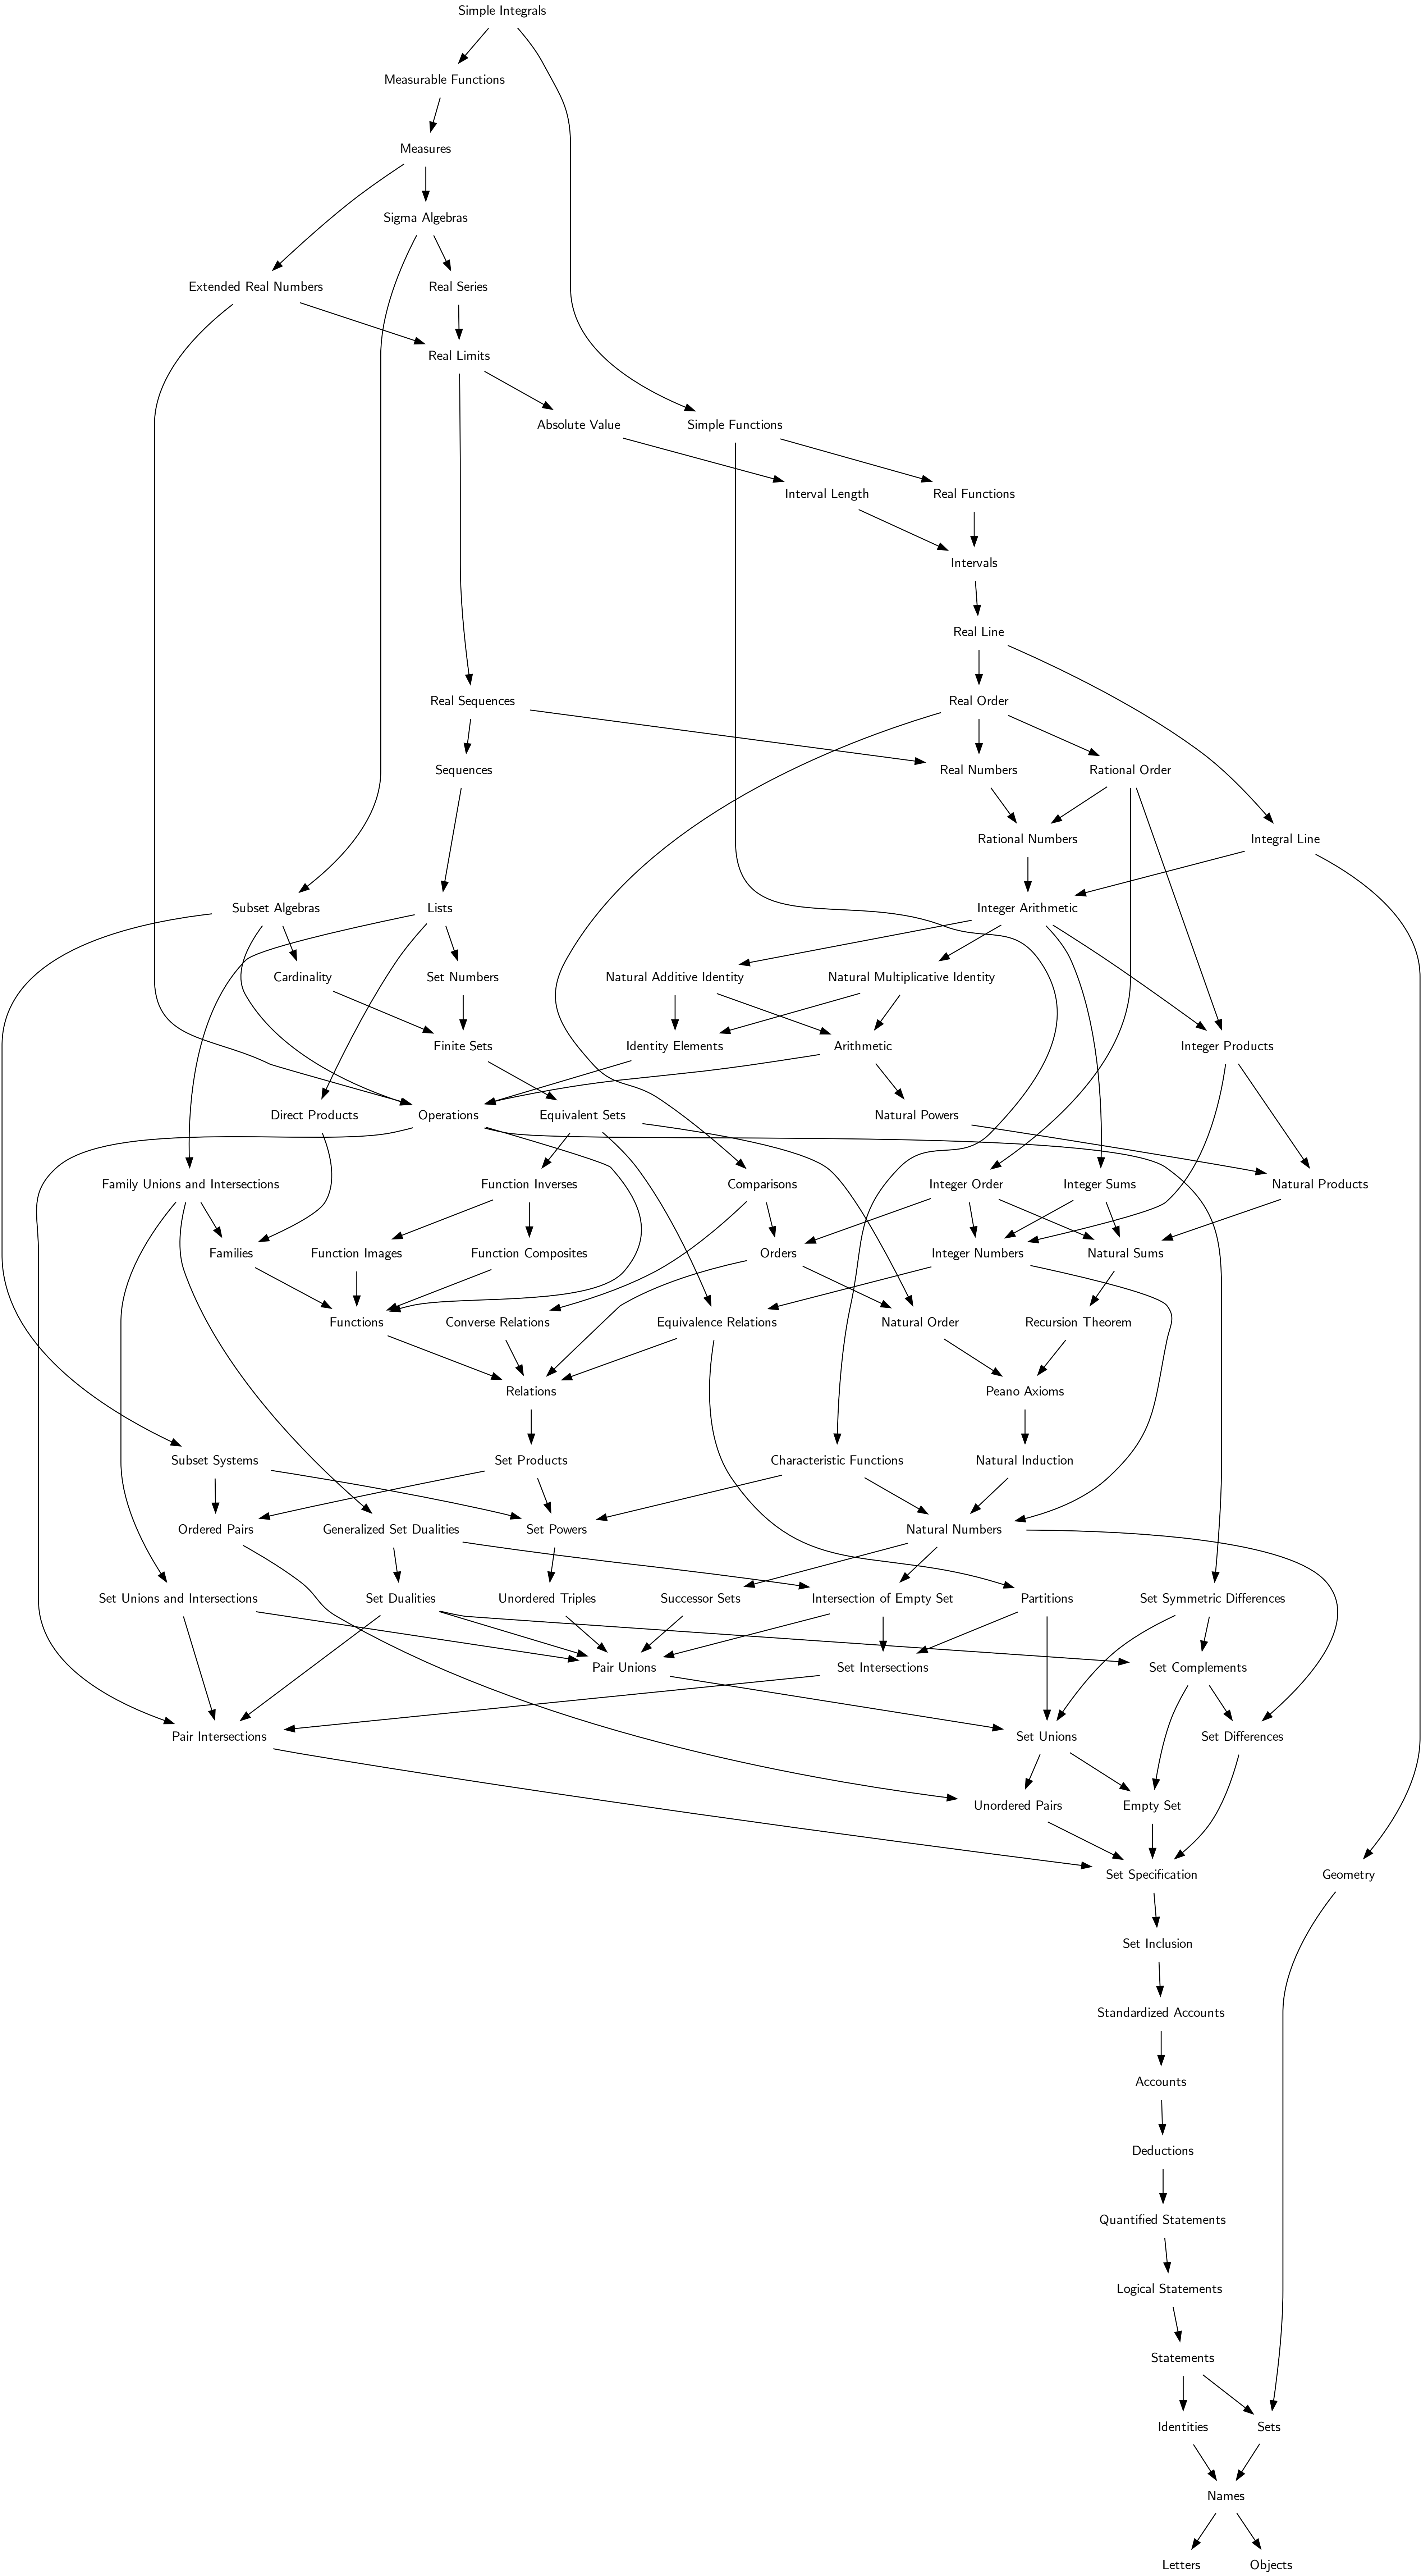 Simple Integrals
Measurable Functions
Measures
Sigma Algebras
Extended Real Numbers
Real Series
Real Limits
Absolute Value
Simple Functions
Interval Length
Real Functions
Intervals
Real Line
Real Sequences
Real Order
Sequences
Real Numbers
Rational Order
Rational Numbers
Integral Line
Subset Algebras
Lists
Integer Arithmetic
Cardinality
Set Numbers
Natural Additive Identity
Natural Multiplicative Identity
Finite Sets
Identity Elements
Arithmetic
Integer Products
Direct Products
Operations
Equivalent Sets
Natural Powers
Family Unions and Intersections
Function Inverses
Comparisons
Integer Order
Integer Sums
Natural Products
Families
Function Images
Function Composites
Orders
Integer Numbers
Natural Sums
Functions
Converse Relations
Equivalence Relations
Natural Order
Recursion Theorem
Relations
Peano Axioms
Subset Systems
Set Products
Characteristic Functions
Natural Induction
Ordered Pairs
Generalized Set Dualities
Set Powers
Natural Numbers
Set Unions and Intersections
Set Dualities
Unordered Triples
Successor Sets
Intersection of Empty Set
Partitions
Set Symmetric Differences
Pair Unions
Set Intersections
Set Complements
Pair Intersections
Set Unions
Set Differences
Unordered Pairs
Empty Set
Set Specification
Geometry
Set Inclusion
Standardized Accounts
Accounts
Deductions
Quantified Statements
Logical Statements
Statements
Identities
Sets
Names
Letters
Objects